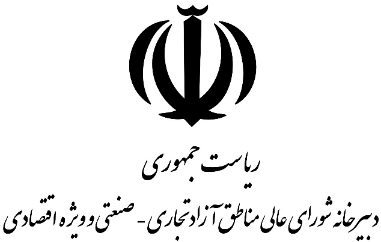 ریاست جمهوری
دبیرخانه شورای عالی مناطق آزاد تجاری - صنعتی و ویژه اقتصادی